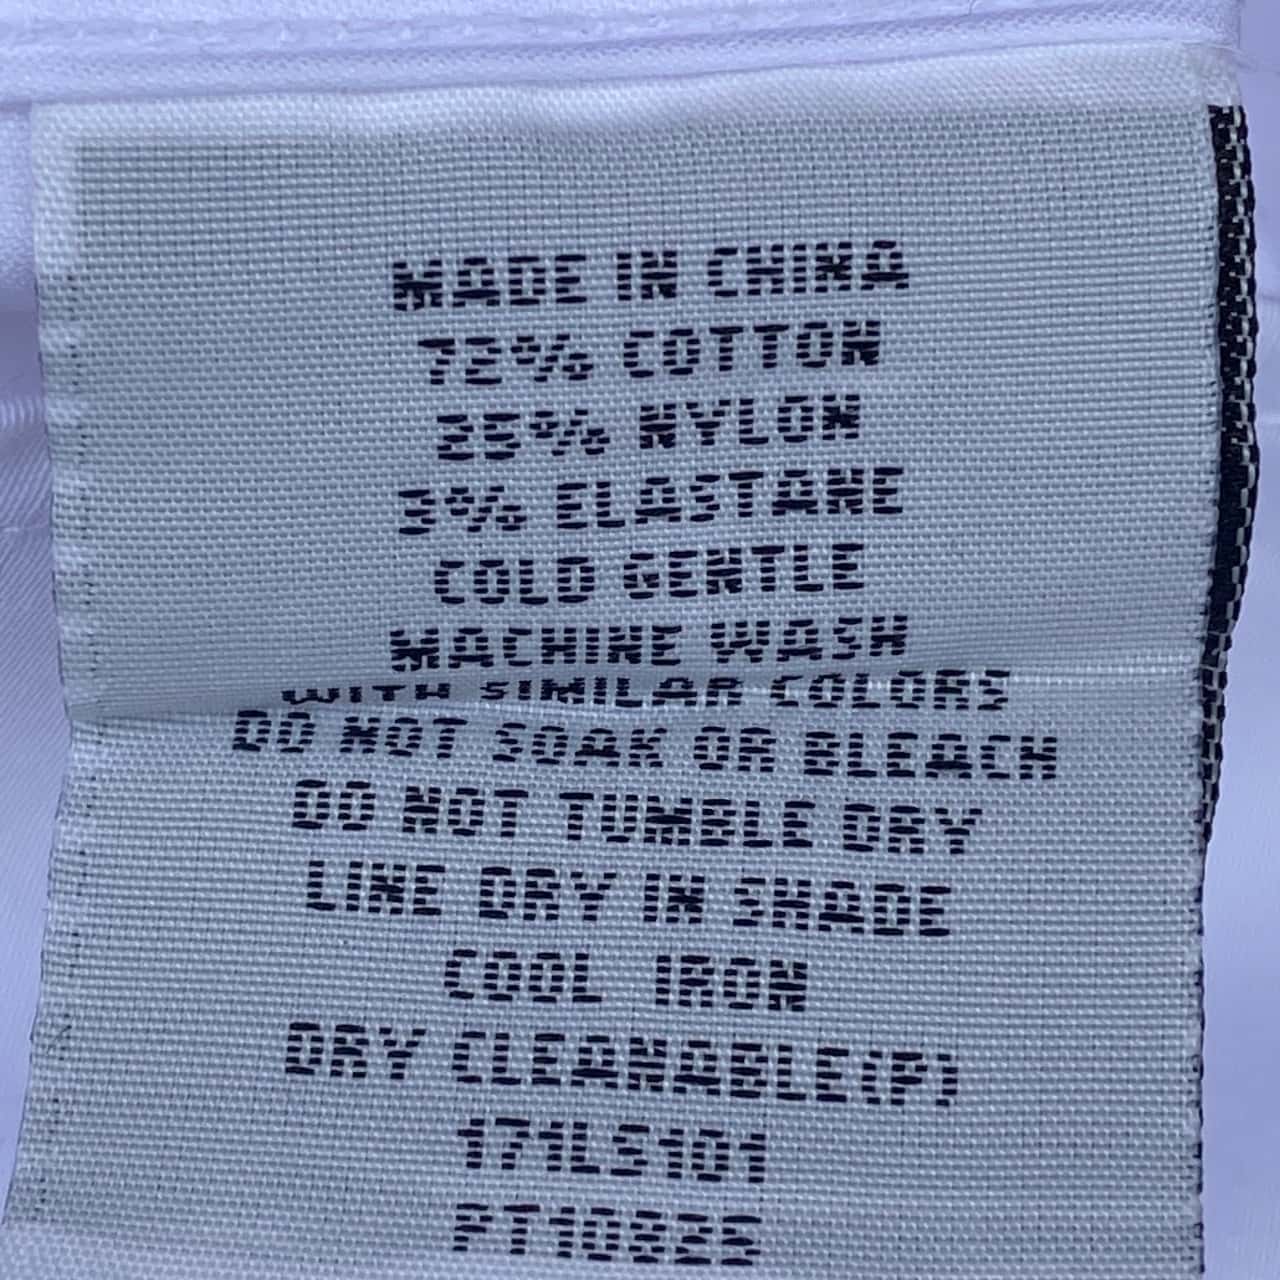 MADE IN CHINA
72% COTTON
25% NYLON
3% ELASTANE
COLD GENTLE
MACHINE WASH
WITH SIMILAR COLORS
DO NOT SOAK OR BLEACH
DO NOT TUMBLE DRY
LINE DRY IN SHADE
COOL IRON
DRY CLEANABLE(P)
171LS101
PT10825